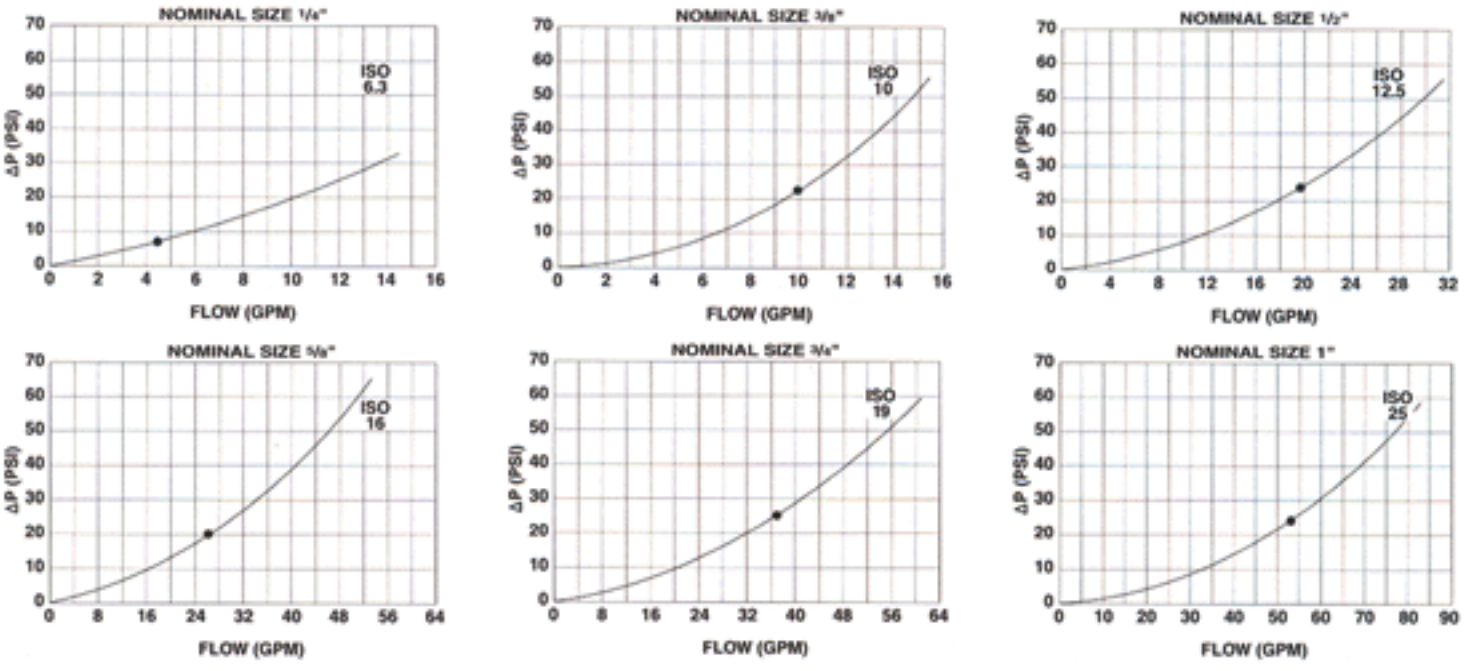 NOMINAL SIZE 1/4"
70
60
50
40
30
20
10
0
ΔP (PSI)
ISO
6.3
0 2 4 6 8 10 12 14 16
FLOW (GPM)
NOMINAL SIZE 3/8"
70
60
50
40
30
20
10
0
ΔP (PSI)
ISO
10
0 2 4 6 8 10 12 14 16
FLOW (GPM)
NOMINAL SIZE 1/2"
70
60
50
40
30
20
10
0
ΔP (PSI)
ISO
12.5
0 4 8 12 16 20 24 28 32
FLOW (GPM)
NOMINAL SIZE 5/8"
70
60
50
40
30
20
10
0
ΔP (PSI)
ISO
16
0 8 16 24 32 40 48 56 64
FLOW (GPM)
NOMINAL SIZE 3/4"
70
60
50
40
30
20
10
0
ΔP (PSI)
ISO
19
0 8 16 24 32 40 48 56 64
FLOW (GPM)
NOMINAL SIZE 1"
70
60
50
40
30
20
10
0
ΔP (PSI)
ISO
25
0 10 20 30 40 50 60 70 80 90
FLOW (GPM)